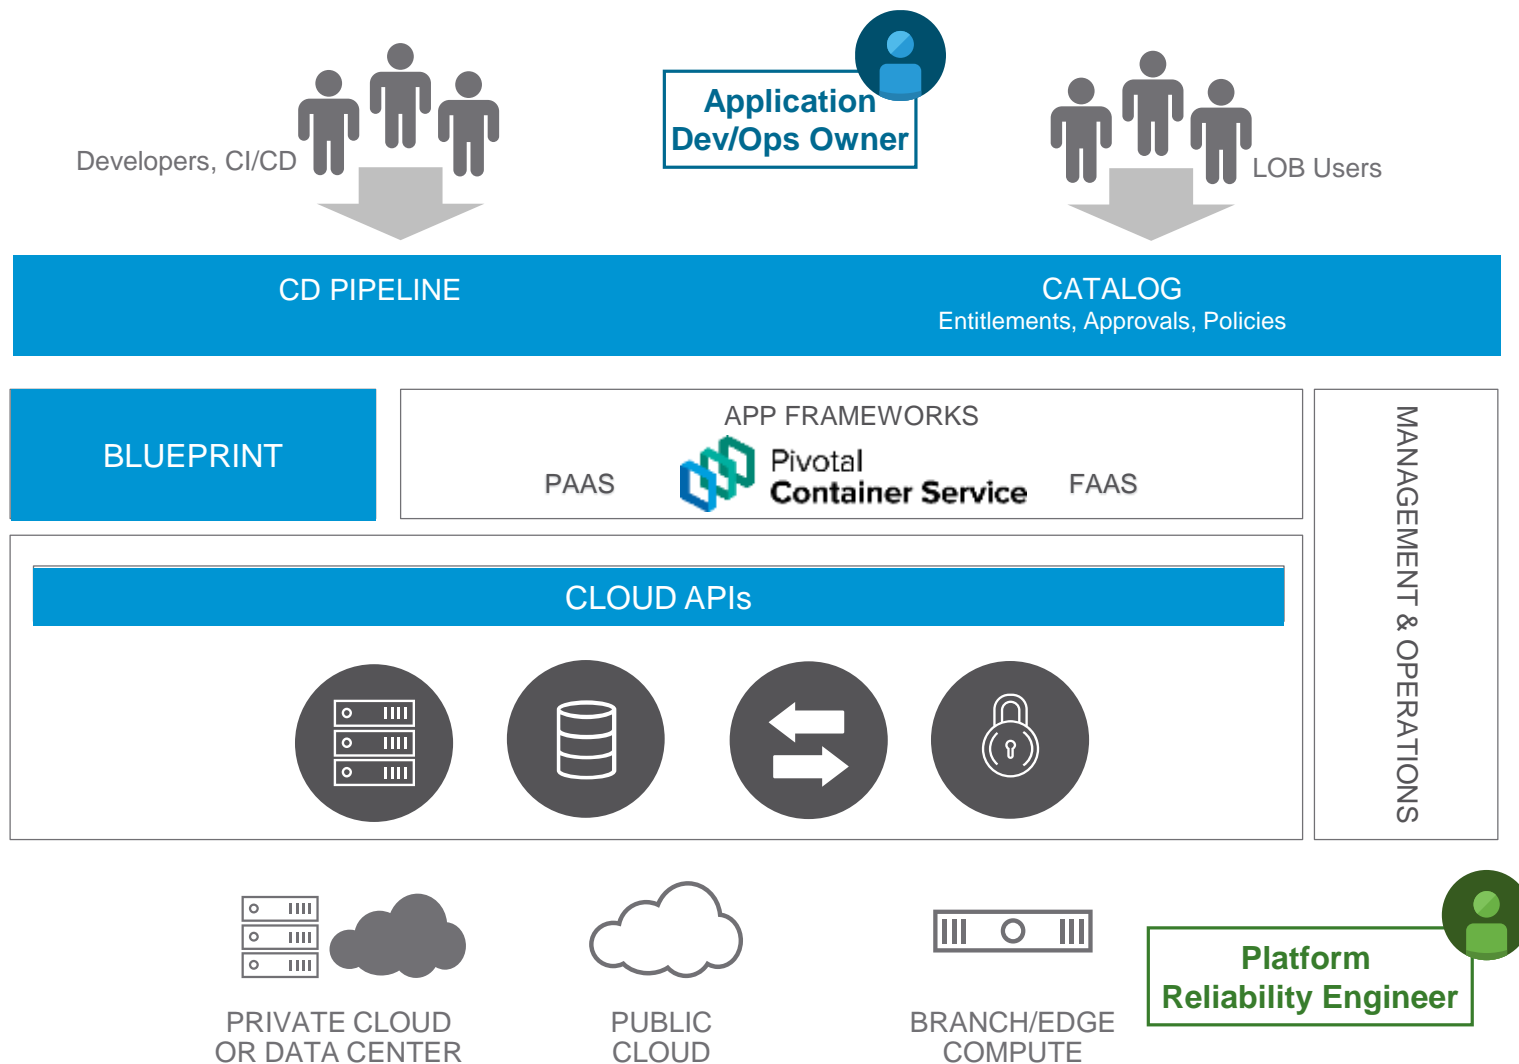 Application
Dev/Ops Owner
Developers, CI/CD
LOB Users
CD PIPELINE
CATALOG
Entitlements, Approvals, Policies
BLUEPRINT
APP FRAMEWORKS
PAAS
Pivotal
Container Service
FAAS
MANAGEMENT & OPERATIONS
CLOUD APIs
PRIVATE CLOUD
OR DATA CENTER
PUBLIC
CLOUD
BRANCH/EDGE
COMPUTE
Platform
Reliability Engineer